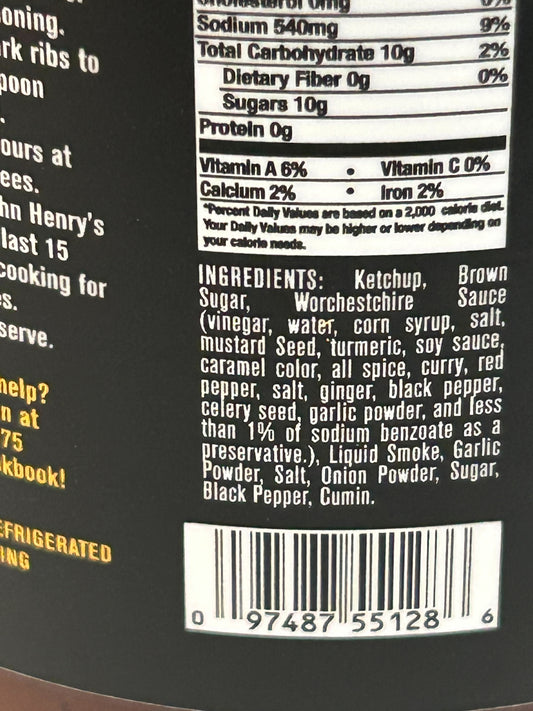 oning.
rk ribs to
poon
.
ours at
ees.
hn Henry's
last 15
cooking for
s.
serve.
help?
n at
75
kbook!
EFRIGERATED
ING
Cholesterol 0mg 0%
Sodium 540mg 9%
Total Carbohydrate 10g 2%
Dietary Fiber 0g 0%
Sugars 10g
Protein 0g
Vitamin A 6% • Vitamin C 0%
Calcium 2% • Iron 2%
*Percent Daily Values are based on a 2,000 calorie diet.
Your Daily Values may be higher or lower depending on
your calorie needs.
INGREDIENTS: Ketchup, Brown
Sugar, Worchestchire Sauce
(vinegar, water, corn syrup, salt,
mustard Seed, turmeric, soy sauce,
caramel color, all spice, curry, red
pepper, salt, ginger, black pepper,
celery seed, garlic powder, and less
than 1% of sodium benzoate as a
preservative.), Liquid Smoke, Garlic
Powder, Salt, Onion Powder, Sugar,
Black Pepper, Cumin.
0 97487 55128 6